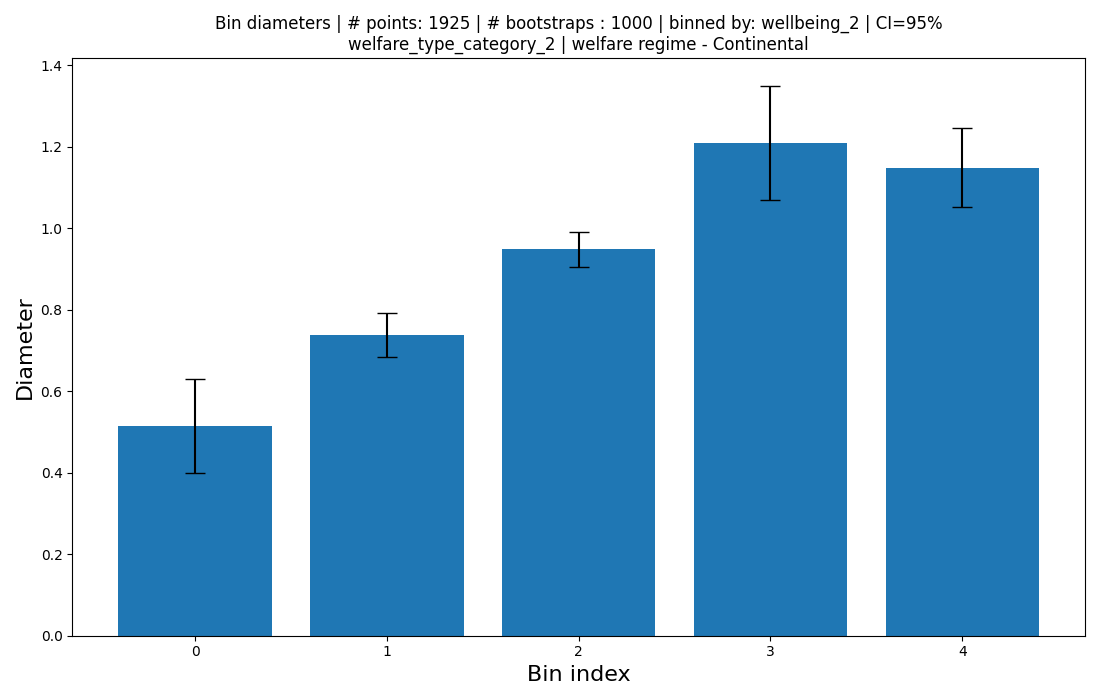 Bin diameters | # points: 1925 | # bootstraps : 1000 | binned by: wellbeing_2 | CI=95%
welfare_type_category_2 | welfare regime - Continental
1.4
1.2
1.0
0.8
0.6
0.4
0.2
0.0
Diameter
0 1 2 3 4
Bin index